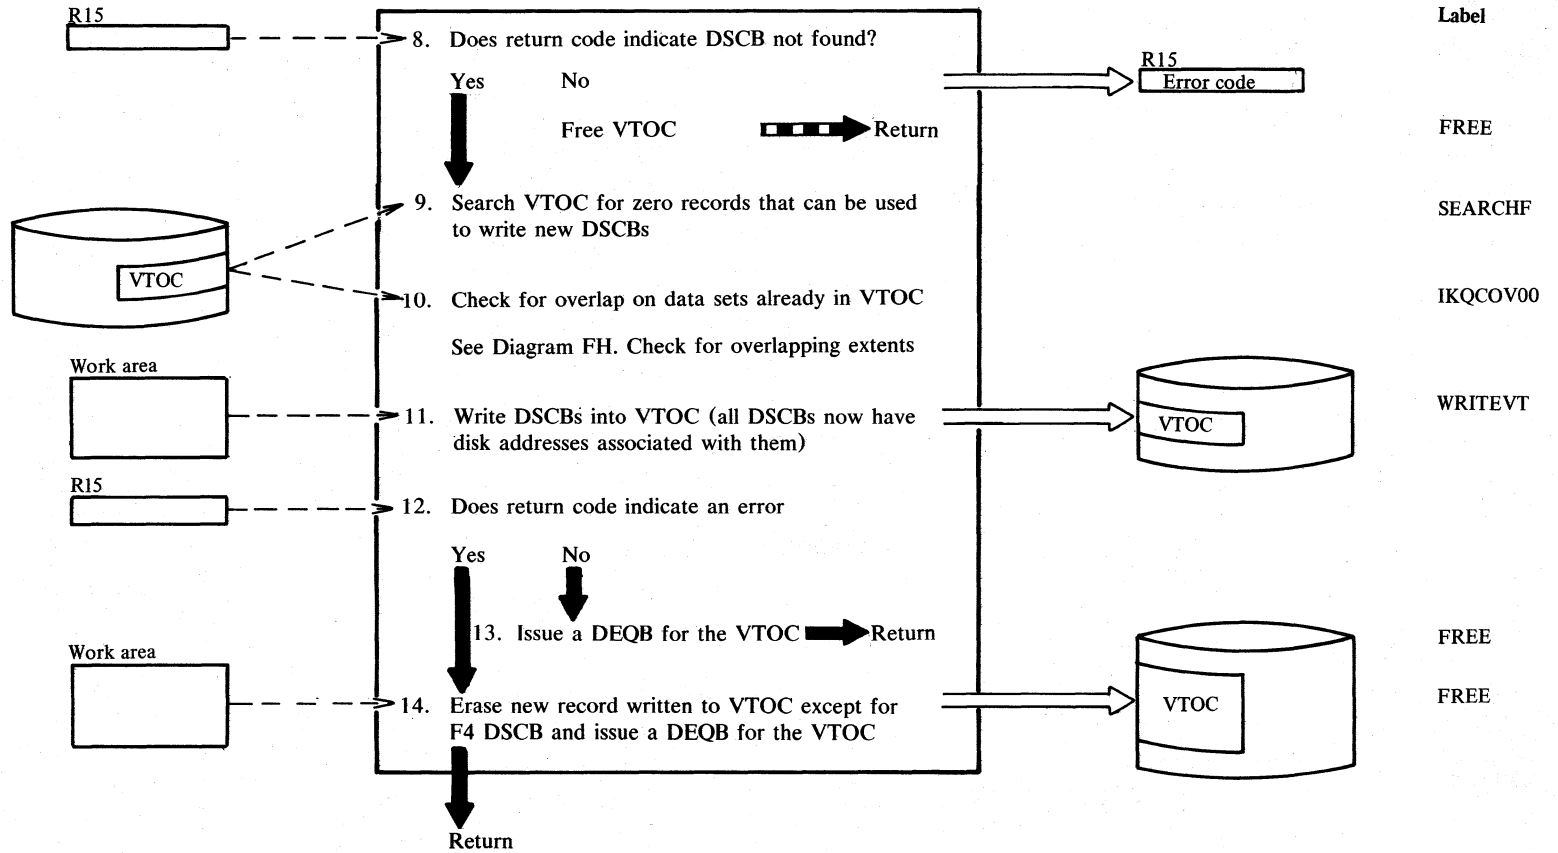 R15
Label
8. Does return code indicate DSCB not found?
R15
Yes No
Error code
Free VTOC Return
FREE
9. Search VTOC for zero records that can be used
to write new DSCBs
SEARCHF
VTOC
10. Check for overlap on data sets already in VTOC
IKQCOV00
See Diagram FH. Check for overlapping extents
Work area
11. Write DSCBs into VTOC (all DSCBs now have
disk addresses associated with them)
VTOC
WRITEVT
R15
12. Does return code indicate an error
Yes No
13. Issue a DEQB for the VTOC Return
FREE
Work area
14. Erase new record written to VTOC except for
F4 DSCB and issue a DEQB for the VTOC
VTOC
FREE
Return